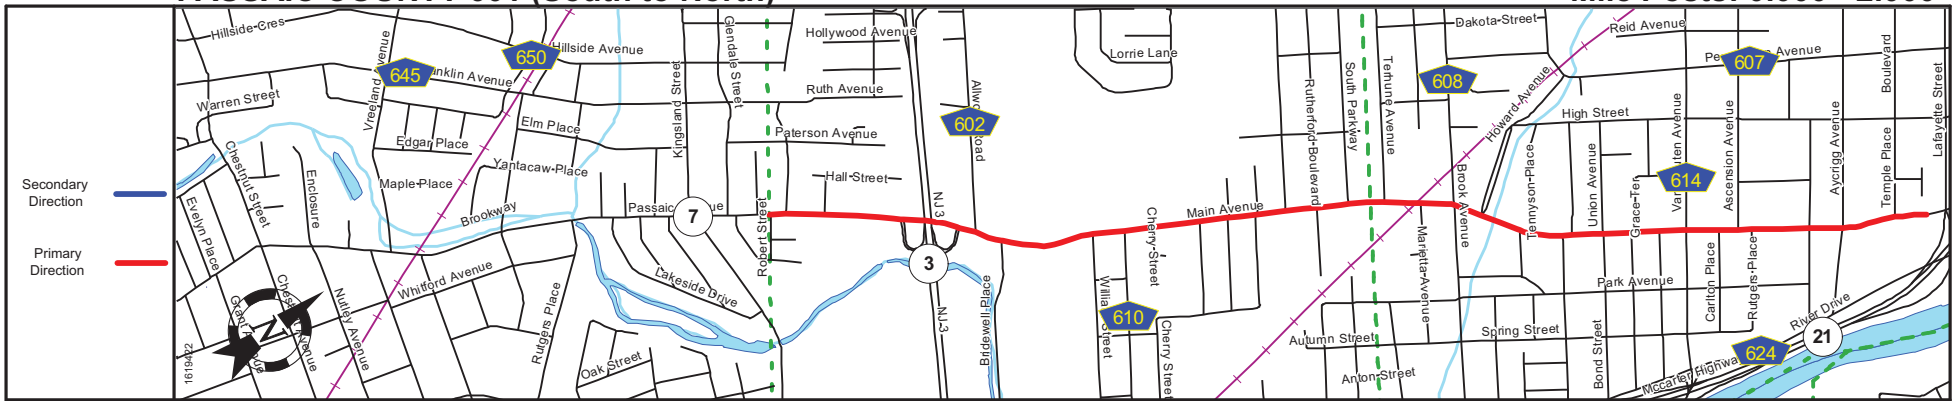 Secondary
Direction
Primary
Direction
1619422
Hillside Cres
Warren Street
Vreeland Avenue
645
650
Hillside Avenue
Edgar Place
Elm Place
Maple Place
Yantacaw Place
Brookway
Chestnut Street
Enclosure
Evelyn Place
Nutley Avenue
Whitford Avenue
Rutgers Place
Oak Street
Lakeside Drive
Kingsland Street
Glendale Street
7
Robert Street
Hollywood Avenue
Ruth Avenue
Paterson Avenue
Hall Street
602
NJ 3
3
NJ 3
Bridwell Place
Lorrie Lane
Main Avenue
Cherry Street
Cherry Street
610
Rutherford Boulevard
South Parkway
Terhune Avenue
608
Dakota Street
Reid Avenue
Howard Avenue
High Street
Brook Avenue
Marietta Avenue
Autumn Street
Anton Street
Spring Street
Park Avenue
Tennyson Place
Union Avenue
Grace Ter
614
607
Ascension Avenue
Aycrigg Avenue
Boulevard
Temple Place
Lafayette Street
Carlton Place
Rutgers Place
Bond Street
River Drive
21
624